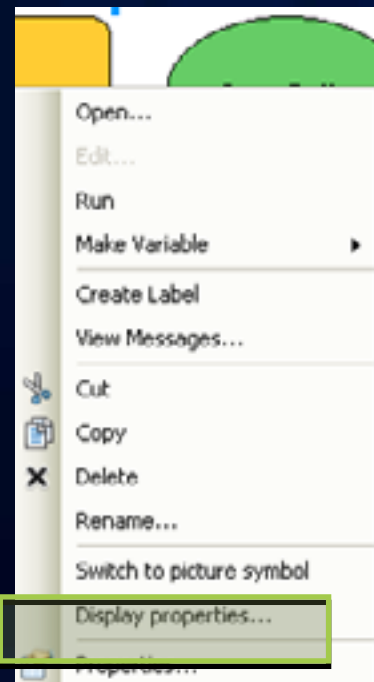 Open...
Edit...
Run
Make Variable
Create Label
View Messages...
Cut
Copy
Delete
Rename...
Switch to picture symbol
Display properties...
Properties...